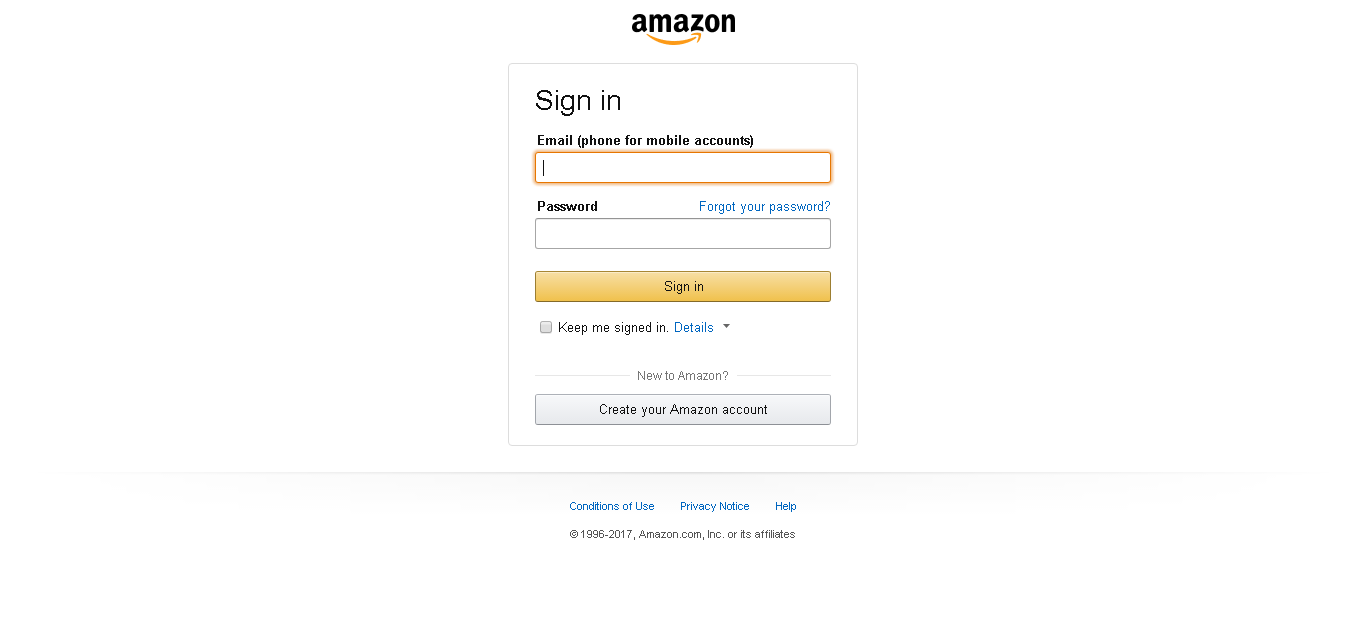 amazon
Sign in
Email (phone for mobile accounts)
Password Forgot your password?
Sign in
Keep me signed in. Details
New to Amazon?
Create your Amazon account
Conditions of Use Privacy Notice Help
© 1996-2017, Amazon.com, Inc. or its affiliates